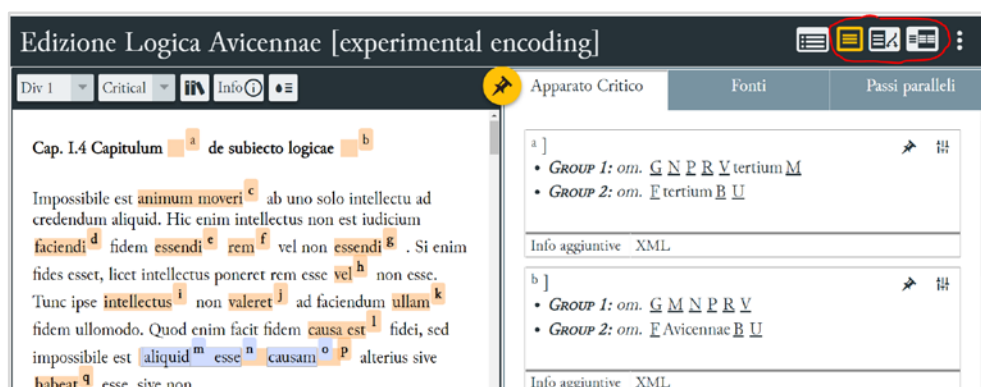 Edizione Logica Avicennae [experimental encoding]
Div 1 Critical Info
Cap. I.4 Capitulum a de subiecto logicae b
Impossibile est animum moveri c ab uno solo intellectu ad
credendum aliquid. Hic enim intellectus non est iudicium
faciendi d fidem essendi e rem f vel non essendi g . Si enim
fides esset, licet intellectus poneret rem esse vel h non esse.
Tunc ipse intellectus i non valeret j ad faciendum ullam k
fidem ullomodo. Quod enim facit fidem causa est l fidei, sed
impossibile est aliquid m esse n causam o p alterius sive
habeat q esse, sive non
Apparato Critico Fonti Passi paralleli
a ]
• GROUP 1: om. G N P R V tertium M
• GROUP 2: om. F tertium B U
Info aggiuntive XML
b ]
• GROUP 1: om. G M N P R V
• GROUP 2: om. F Avicennae B U
Info aggiuntive XML